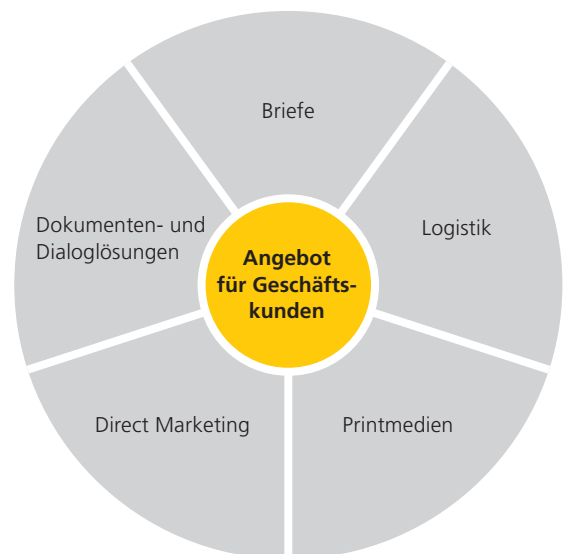 Briefe
Dokumenten- und
Dialoglösungen
Logistik
Angebot
für Geschäfts-
kunden
Direct Marketing
Printmedien